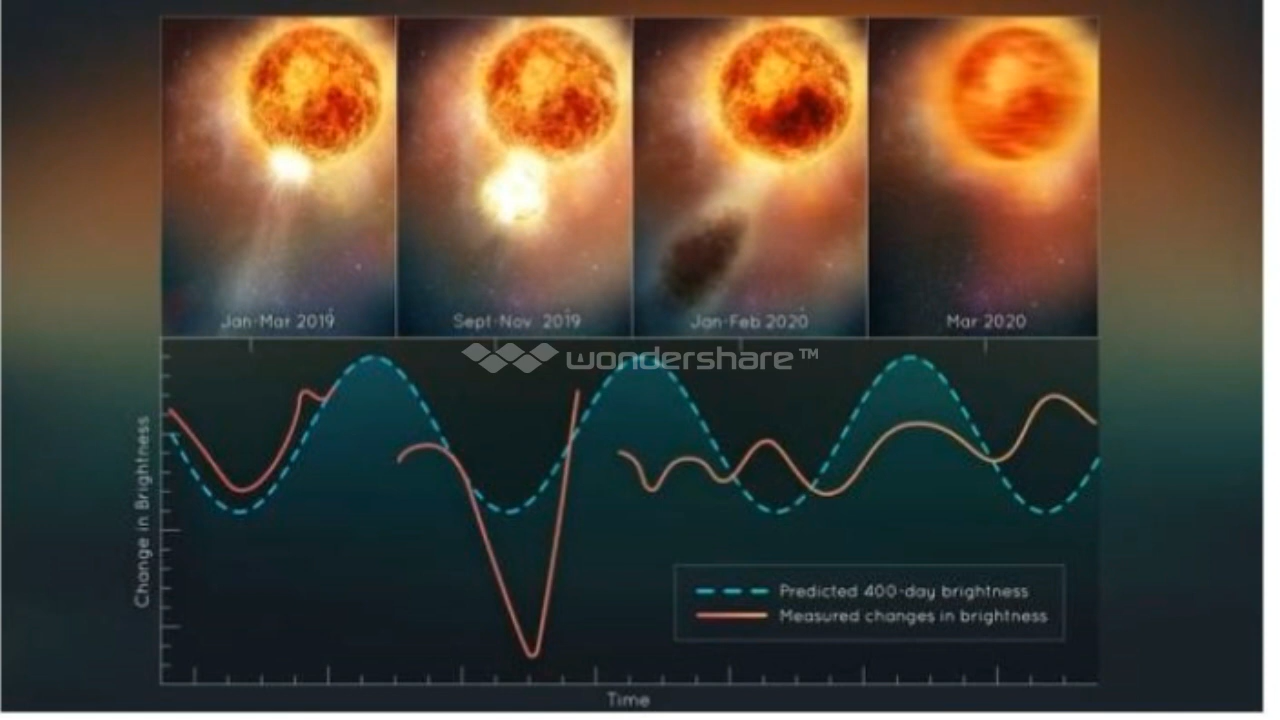 Jan-Mar 2019
Sept-Nov 2019
Jan-Feb 2020
Mar 2020
wondershare™
Change in Brightness
Predicted 400-day brightness
Measured changes in brightness
Time